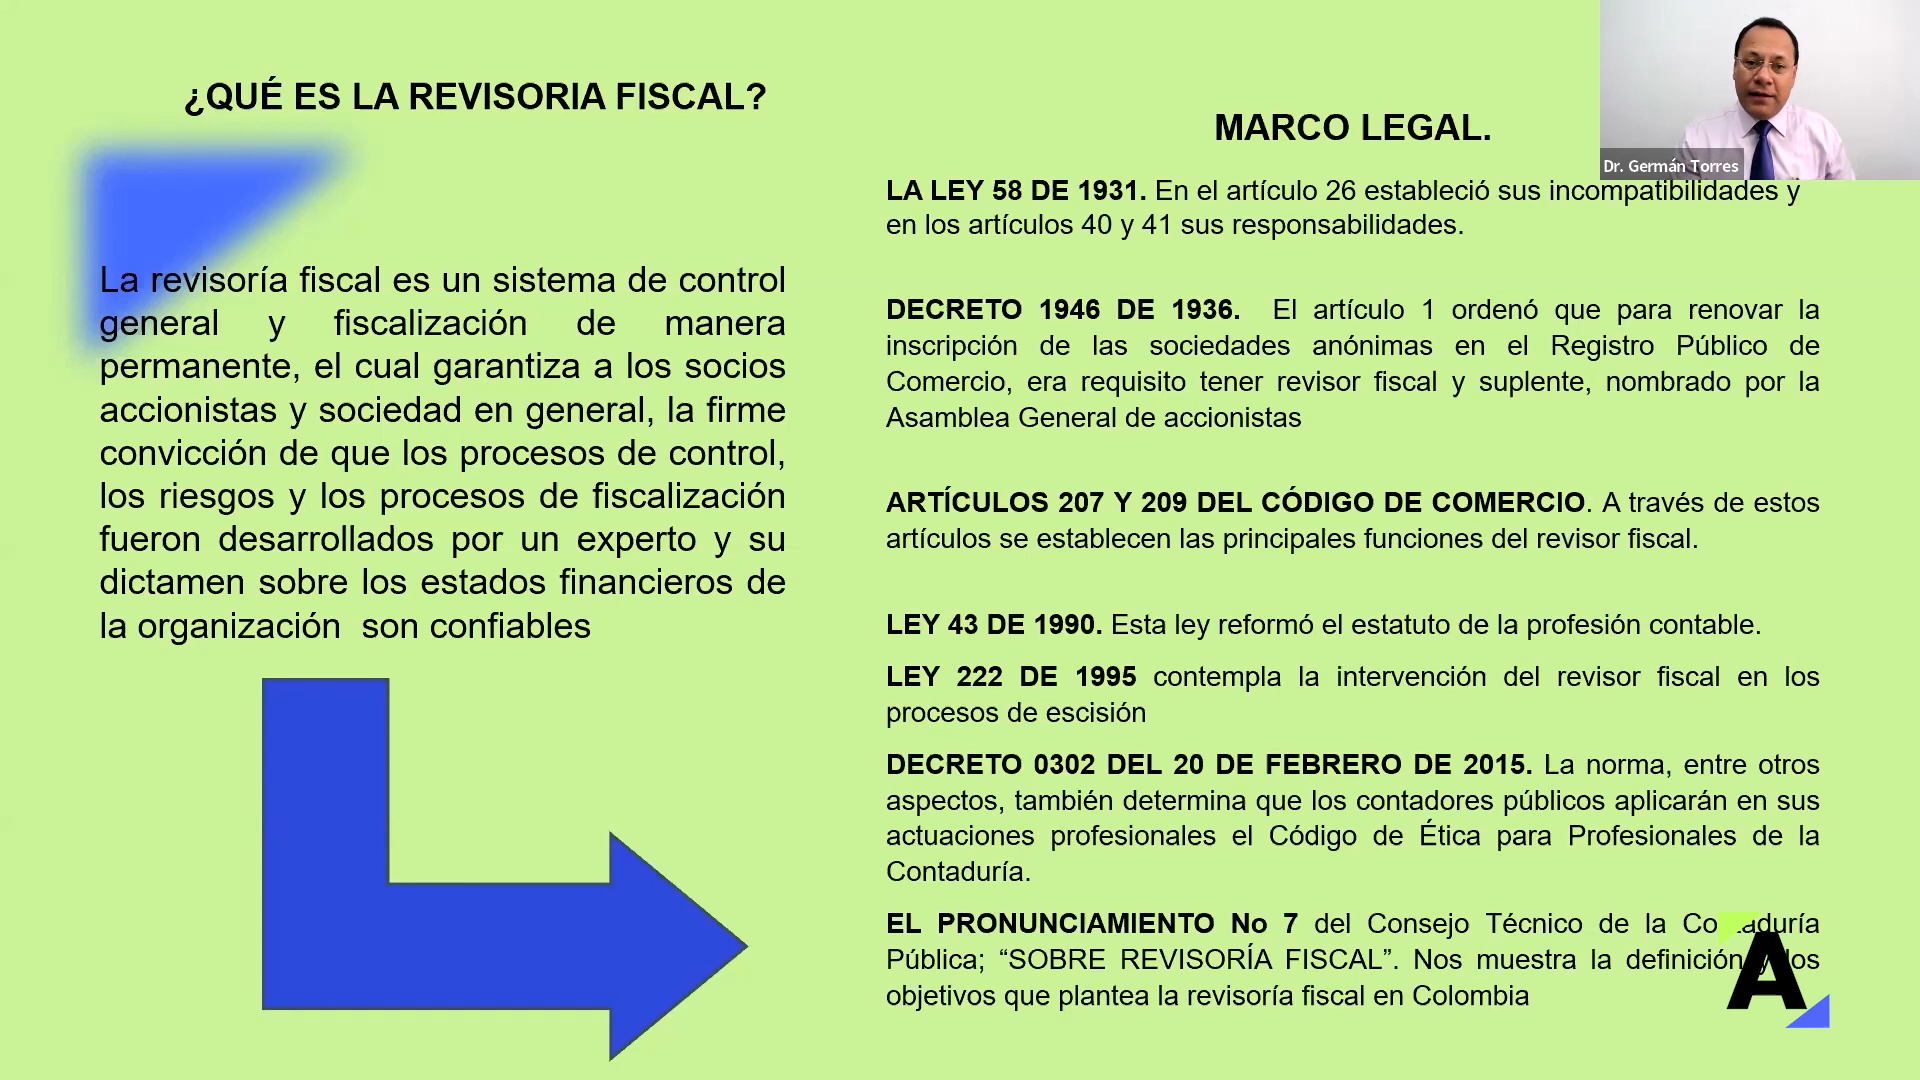 ¿QUÉ ES LA REVISORIA FISCAL?
La revisoría fiscal es un sistema de control
general y fiscalización de manera
permanente, el cual garantiza a los socios
accionistas y sociedad en general, la firme
convicción de que los procesos de control,
los riesgos y los procesos de fiscalización
fueron desarrollados por un experto y su
dictamen sobre los estados financieros de
la organización son confiables
MARCO LEGAL.
Dr. Germán Torres
LA LEY 58 DE 1931. En el artículo 26 estableció sus incompatibilidades y
en los artículos 40 y 41 sus responsabilidades.
DECRETO 1946 DE 1936. El artículo 1 ordenó que para renovar la
inscripción de las sociedades anónimas en el Registro Público de
Comercio, era requisito tener revisor fiscal y suplente, nombrado por la
Asamblea General de accionistas
ARTÍCULOS 207 Y 209 DEL CÓDIGO DE COMERCIO. A través de estos
artículos se establecen las principales funciones del revisor fiscal.
LEY 43 DE 1990. Esta ley reformó el estatuto de la profesión contable.
LEY 222 DE 1995 contempla la intervención del revisor fiscal en los
procesos de escisión
DECRETO 0302 DEL 20 DE FEBRERO DE 2015. La norma, entre otros
aspectos, también determina que los contadores públicos aplicarán en sus
actuaciones profesionales el Código de Ética para Profesionales de la
Contaduría.
EL PRONUNCIAMIENTO No 7 del Consejo Técnico de la Contaduría
Pública; “SOBRE REVISORÍA FISCAL”. Nos muestra la definición y los
objetivos que plantea la revisoría fiscal en Colombia
A